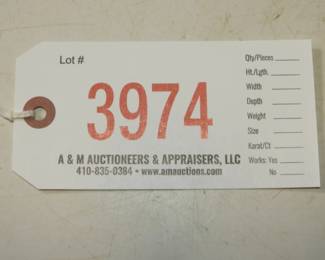 Lot #
3974
A & M AUCTIONEERS & APPRAISERS, LLC
410-835-0384 • www.amauctions.com
Qty/Pieces
Ht./Lgth.
Width
Depth
Weight
Size
Karat/Ct
Works: Yes
No